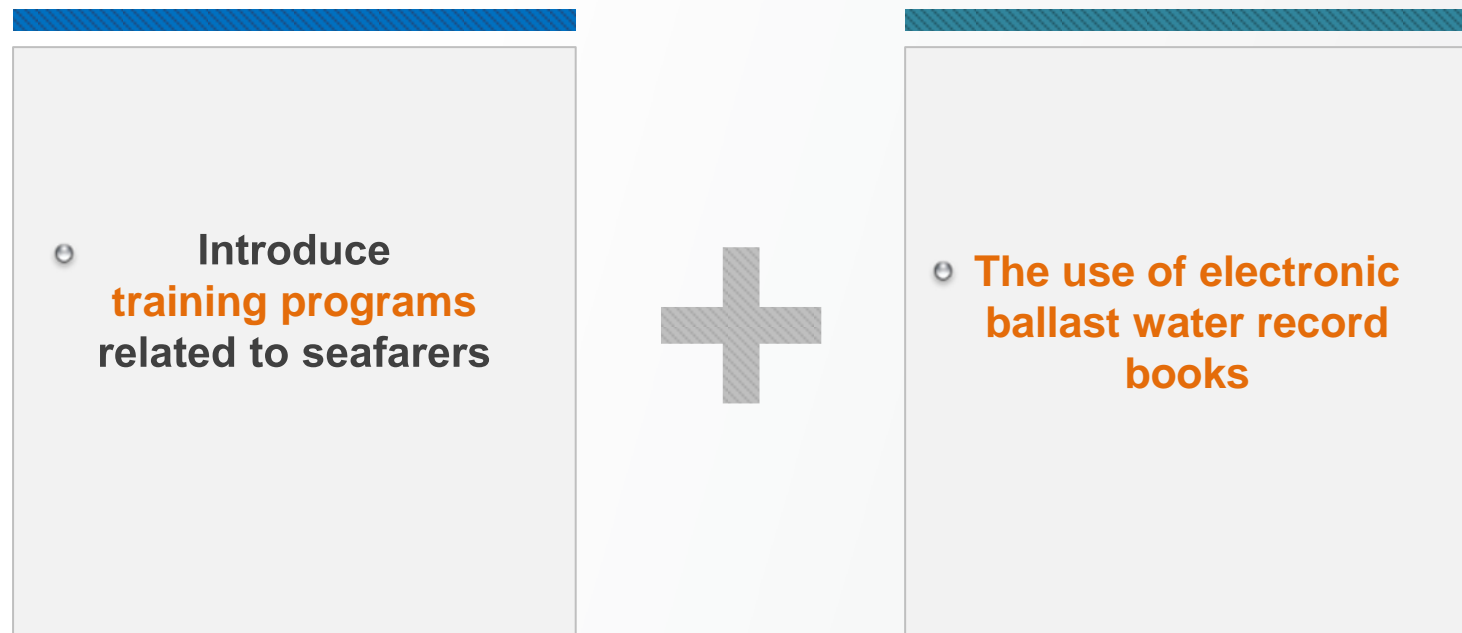 Introduce
training programs
related to seafarers
The use of electronic
ballast water record
books